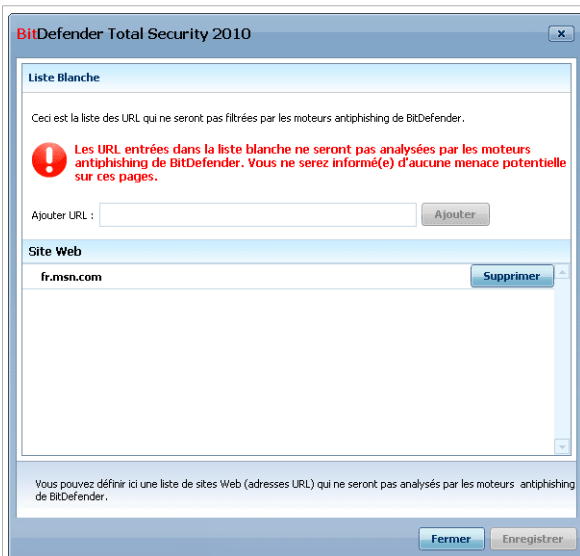 BitDefender Total Security 2010
Liste Blanche
Ceci est la liste des URL qui ne seront pas filtrées par les moteurs antiphishing de BitDefender.
Les URL entrées dans la liste blanche ne seront pas analysées par les moteurs
antiphishing de BitDefender. Vous ne serez informé(e) d'aucune menace potentielle
sur ces pages.
Ajouter URL :
Ajouter
Site Web
fr.msn.com
Supprimer
Vous pouvez définir ici une liste de sites Web (adresses URL) qui ne seront pas analysés par les moteurs antiphishing
de BitDefender.
Fermer
Enregistrer